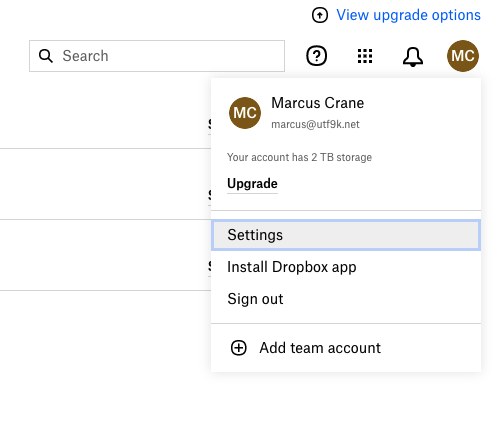 View upgrade options
Search
MC
MC
Marcus Crane
marcus@utf9k.net
Your account has 2 TB storage
Upgrade
Settings
Install Dropbox app
Sign out
Add team account